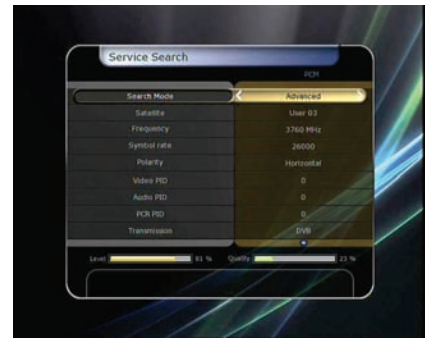 Service Search
PCM
Search Mode Advanced
Satellite User 03
Frequency 3760 MHz
Symbol rate 26000
Polarity Horizontal
Video PID 0
Audio PID 0
PCR PID 0
Transmission DVB
Level 81 % Quality 23 %